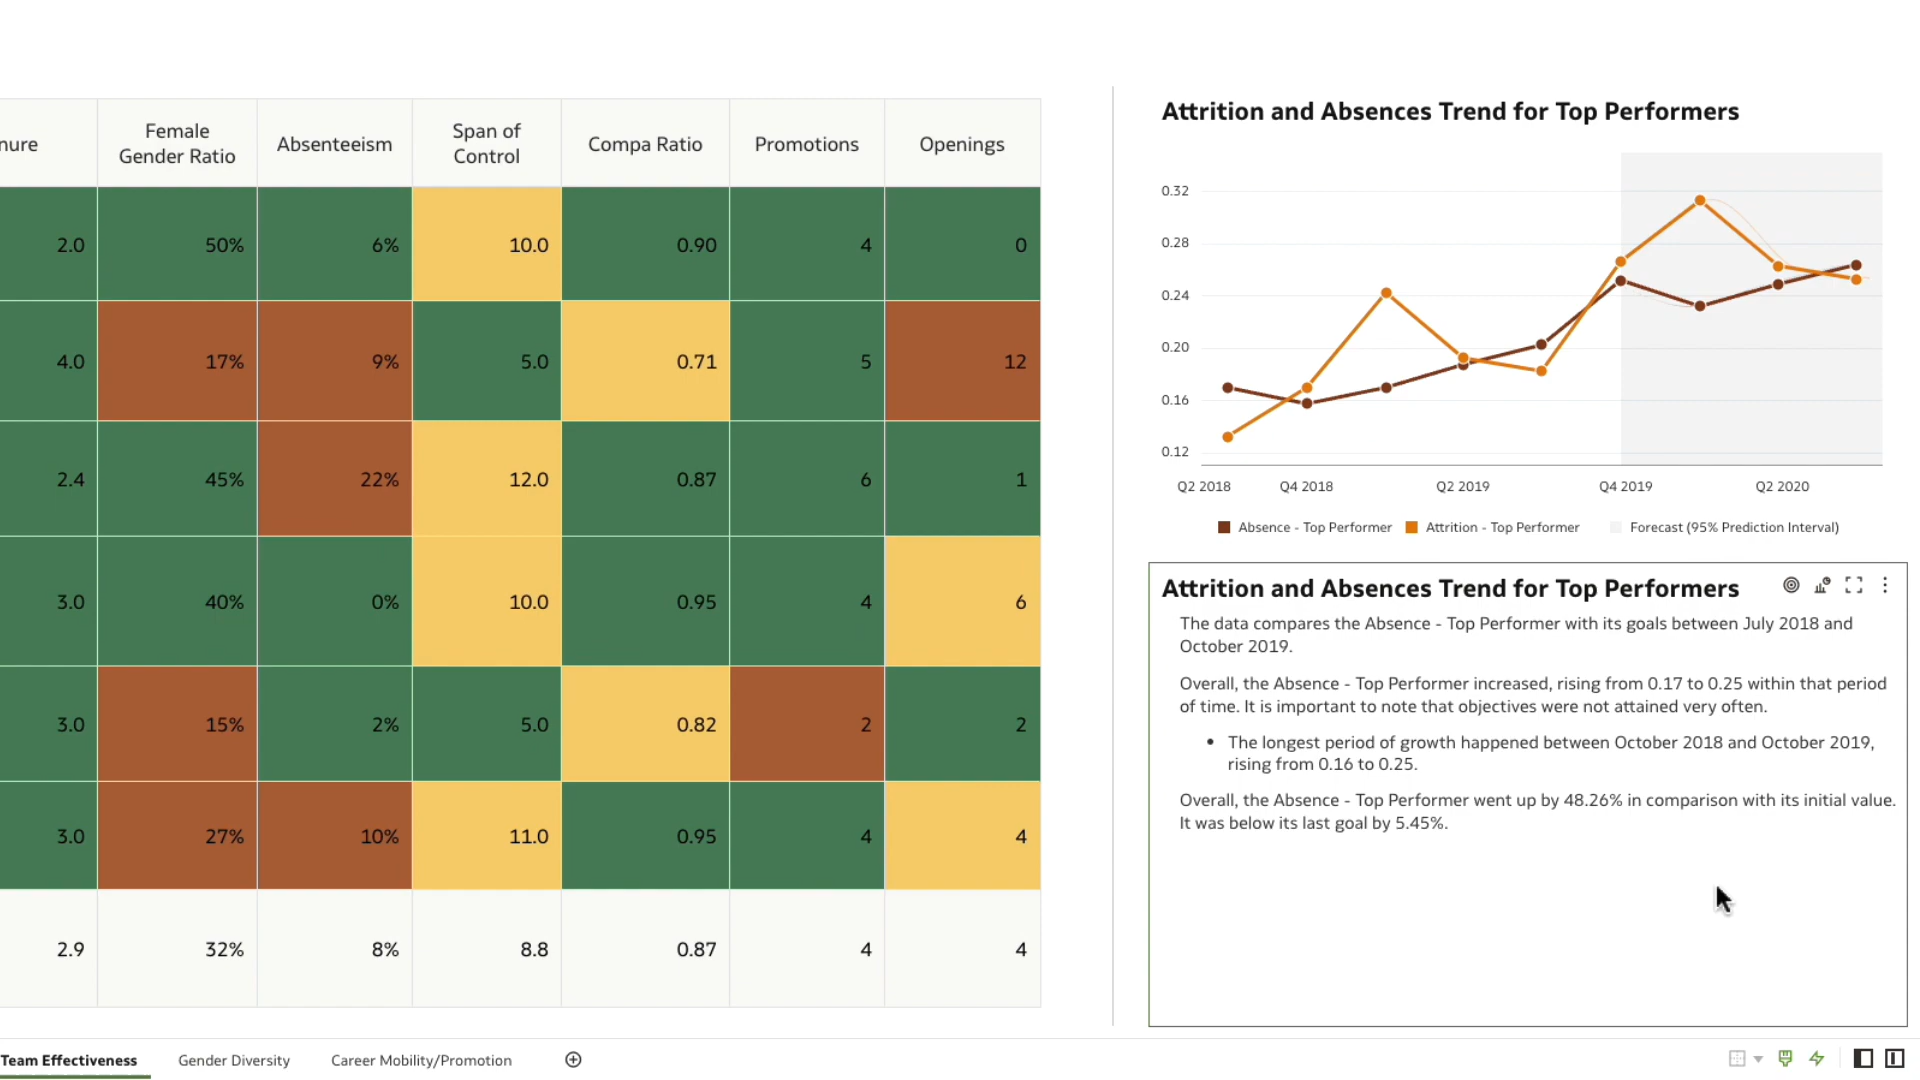 nure Female Gender Ratio Absenteeism Span of Control Compa Ratio Promotions Openings
2.0 50% 6% 10.0 0.90 4 0
4.0 17% 9% 5.0 0.71 5 12
2.4 45% 22% 12.0 0.87 6 1
3.0 40% 0% 10.0 0.95 4 6
3.0 15% 2% 5.0 0.82 2 2
3.0 27% 10% 11.0 0.95 4 4
2.9 32% 8% 8.8 0.87 4 4
Attrition and Absences Trend for Top Performers
0.32
0.28
0.24
0.20
0.16
0.12
Q2 2018 Q4 2018 Q2 2019 Q4 2019 Q2 2020
Absence - Top Performer Attrition - Top Performer Forecast (95% Prediction Interval)
Attrition and Absences Trend for Top Performers
The data compares the Absence - Top Performer with its goals between July 2018 and
October 2019.
Overall, the Absence - Top Performer increased, rising from 0.17 to 0.25 within that period
of time. It is important to note that objectives were not attained very often.
• The longest period of growth happened between October 2018 and October 2019,
rising from 0.16 to 0.25.
Overall, the Absence - Top Performer went up by 48.26% in comparison with its initial value.
It was below its last goal by 5.45%.
Team Effectiveness Gender Diversity Career Mobility/Promotion